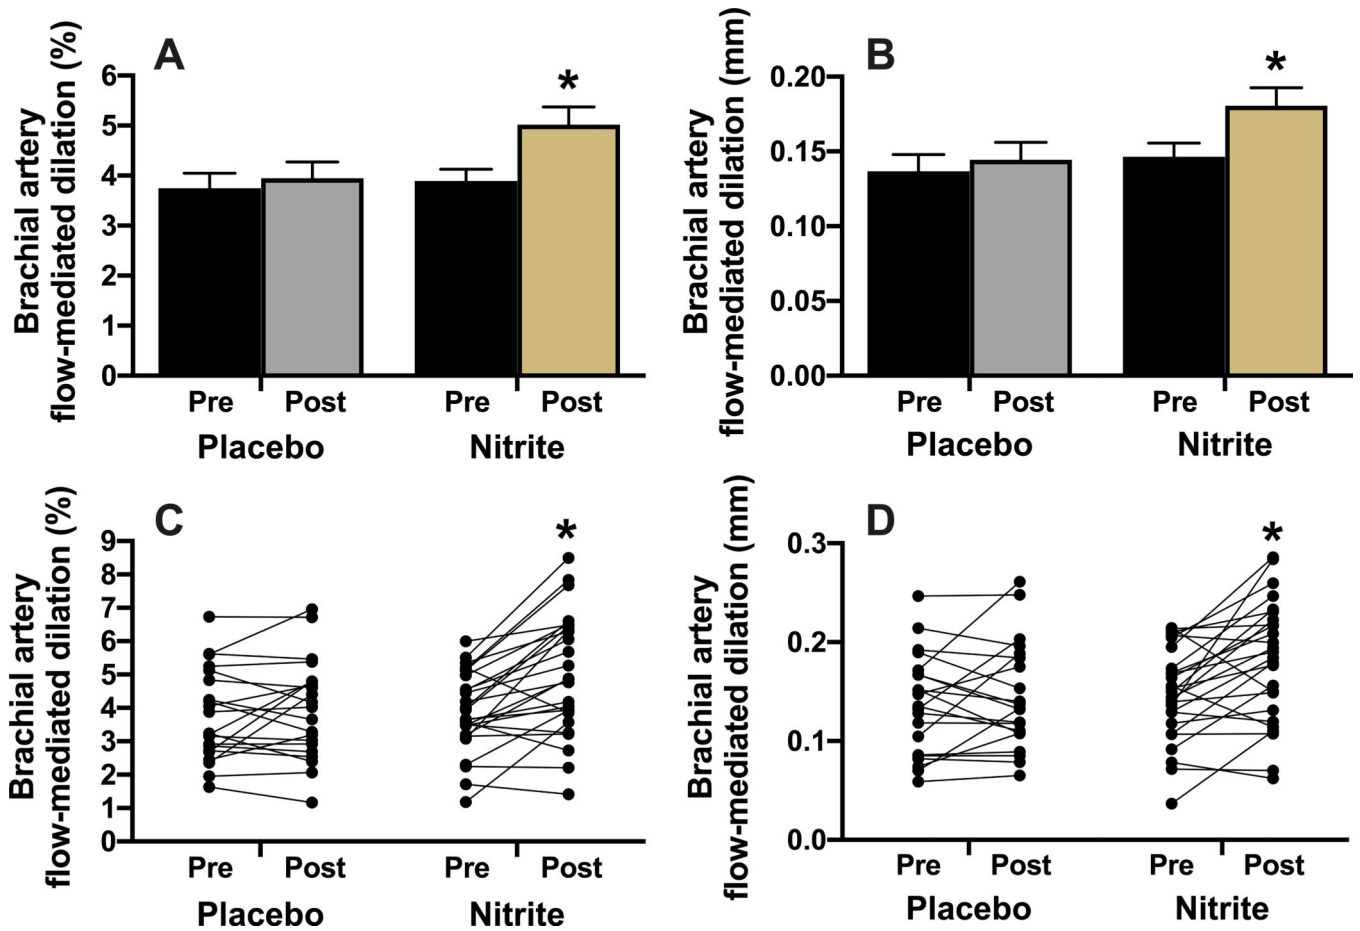 A
Brachial artery
flow-mediated dilation (%)
6
5
4
3
2
1
0
*
Pre Post Pre Post
Placebo Nitrite
B
Brachial artery
flow-mediated dilation (mm)
0.20
0.15
0.10
0.05
0.00
*
Pre Post Pre Post
Placebo Nitrite
C
Brachial artery
flow-mediated dilation (%)
9
8
7
6
5
4
3
2
1
0
*
Pre Post Pre Post
Placebo Nitrite
D
Brachial artery
flow-mediated dilation (mm)
0.3
0.2
0.1
0.0
*
Pre Post Pre Post
Placebo Nitrite